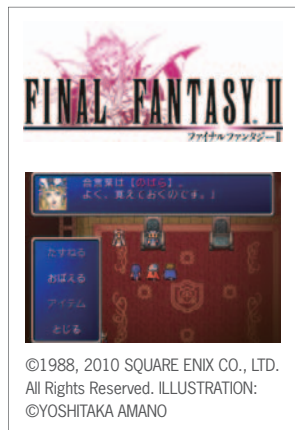 FINAL FANTASY® II
ファイナルファンタジーII
合言葉は【のばら】。
よく、覚えておくのです。」
たずねる
おぼえる
アイテム
とじる
©1988, 2010 SQUARE ENIX CO., LTD.
All Rights Reserved. ILLUSTRATION:
©YOSHITAKA AMANO